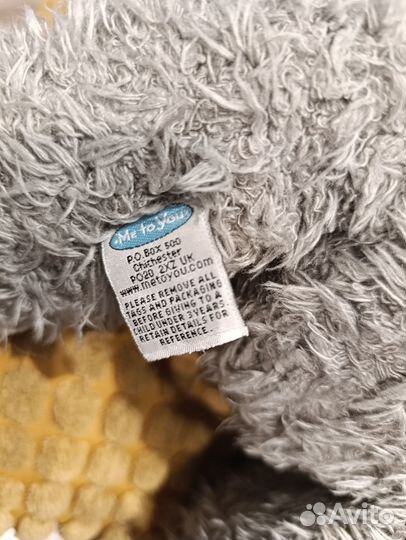 Me to you
P.O.Box 500
Chichester
PO20 2XZ UK
www.metoyou.com
PLEASE REMOVE ALL
TAGS AND PACKAGING
BEFORE GIVING TO A
CHILD UNDER 3 YEARS.
RETAIN DETAILS FOR
REFERENCE.
Avito